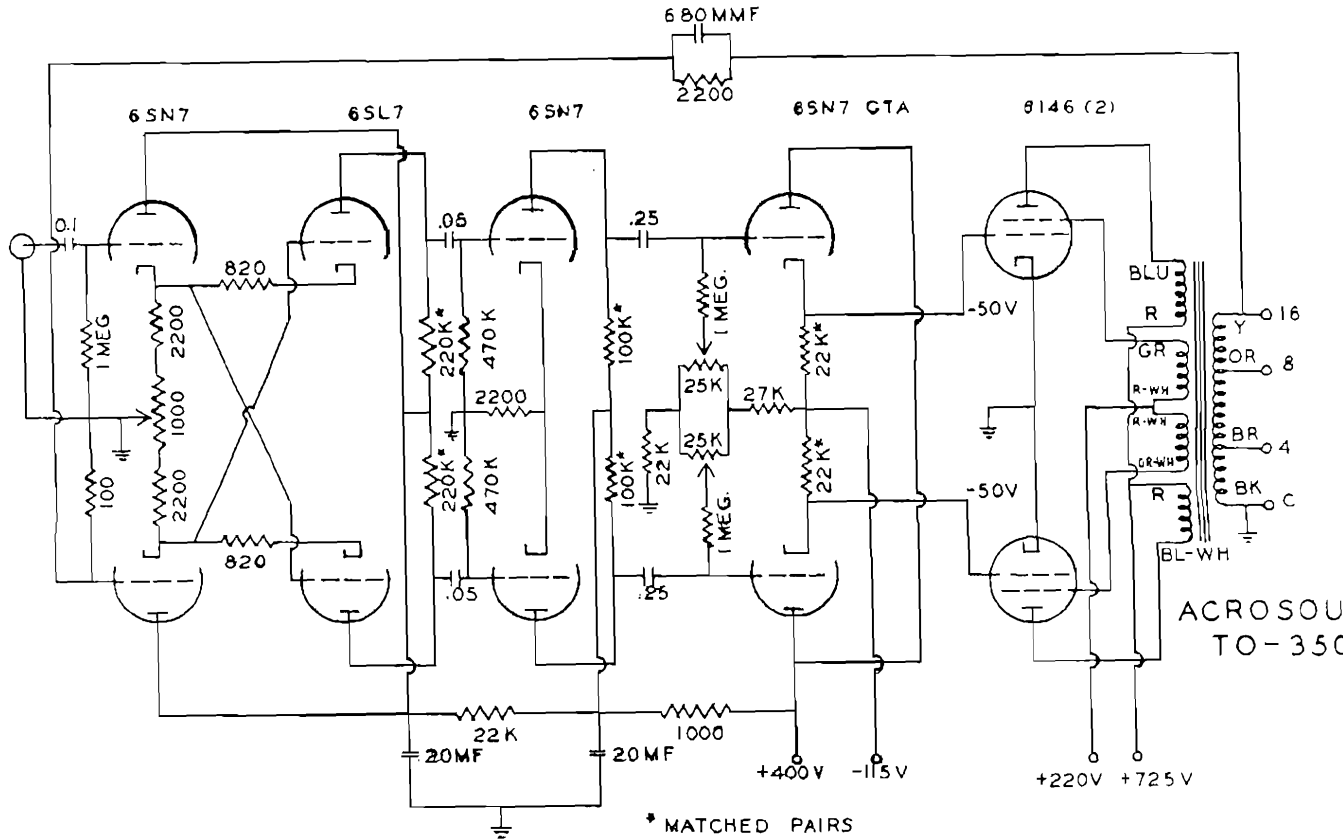 680MMF
2200
6SN7
6SL7
6SN7
6SN7 GTA
6146 (2)
0.1
.05
.25
820
BLU
1 MEG.
-50V
R
Y
16
2200
220K*
470K
100K*
22K*
GR
OR
8
1 MEG
25K
R-WH
1000
2200
27K
R-WH
25K
BR
4
100
2200
220K*
470K
100K*
22K
22K*
GR-WH
1 MEG.
-50V
R
BK
C
820
BL-WH
.05
.25
ACROSOU
TO-350
22K
1000
20MF
20MF
+400V
-115V
+220V
+725V
* MATCHED PAIRS